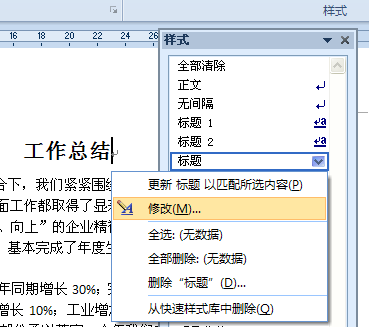 样式
16 18 20 22 24 26
样式
全部清除
正文
无间隔
标题 1
标题 2
标题
工作总结
更新 标题 以匹配所选内容(P)
修改(M)...
全选: (无数据)
全部删除: (无数据)
删除“标题”(D)...
从快速样式库中删除(Q)
合下，我们紧紧围绕
面工作都取得了显
、向上”的企业精
基本完成了年度生
年同期增长 30%；
增长 10%；工业增